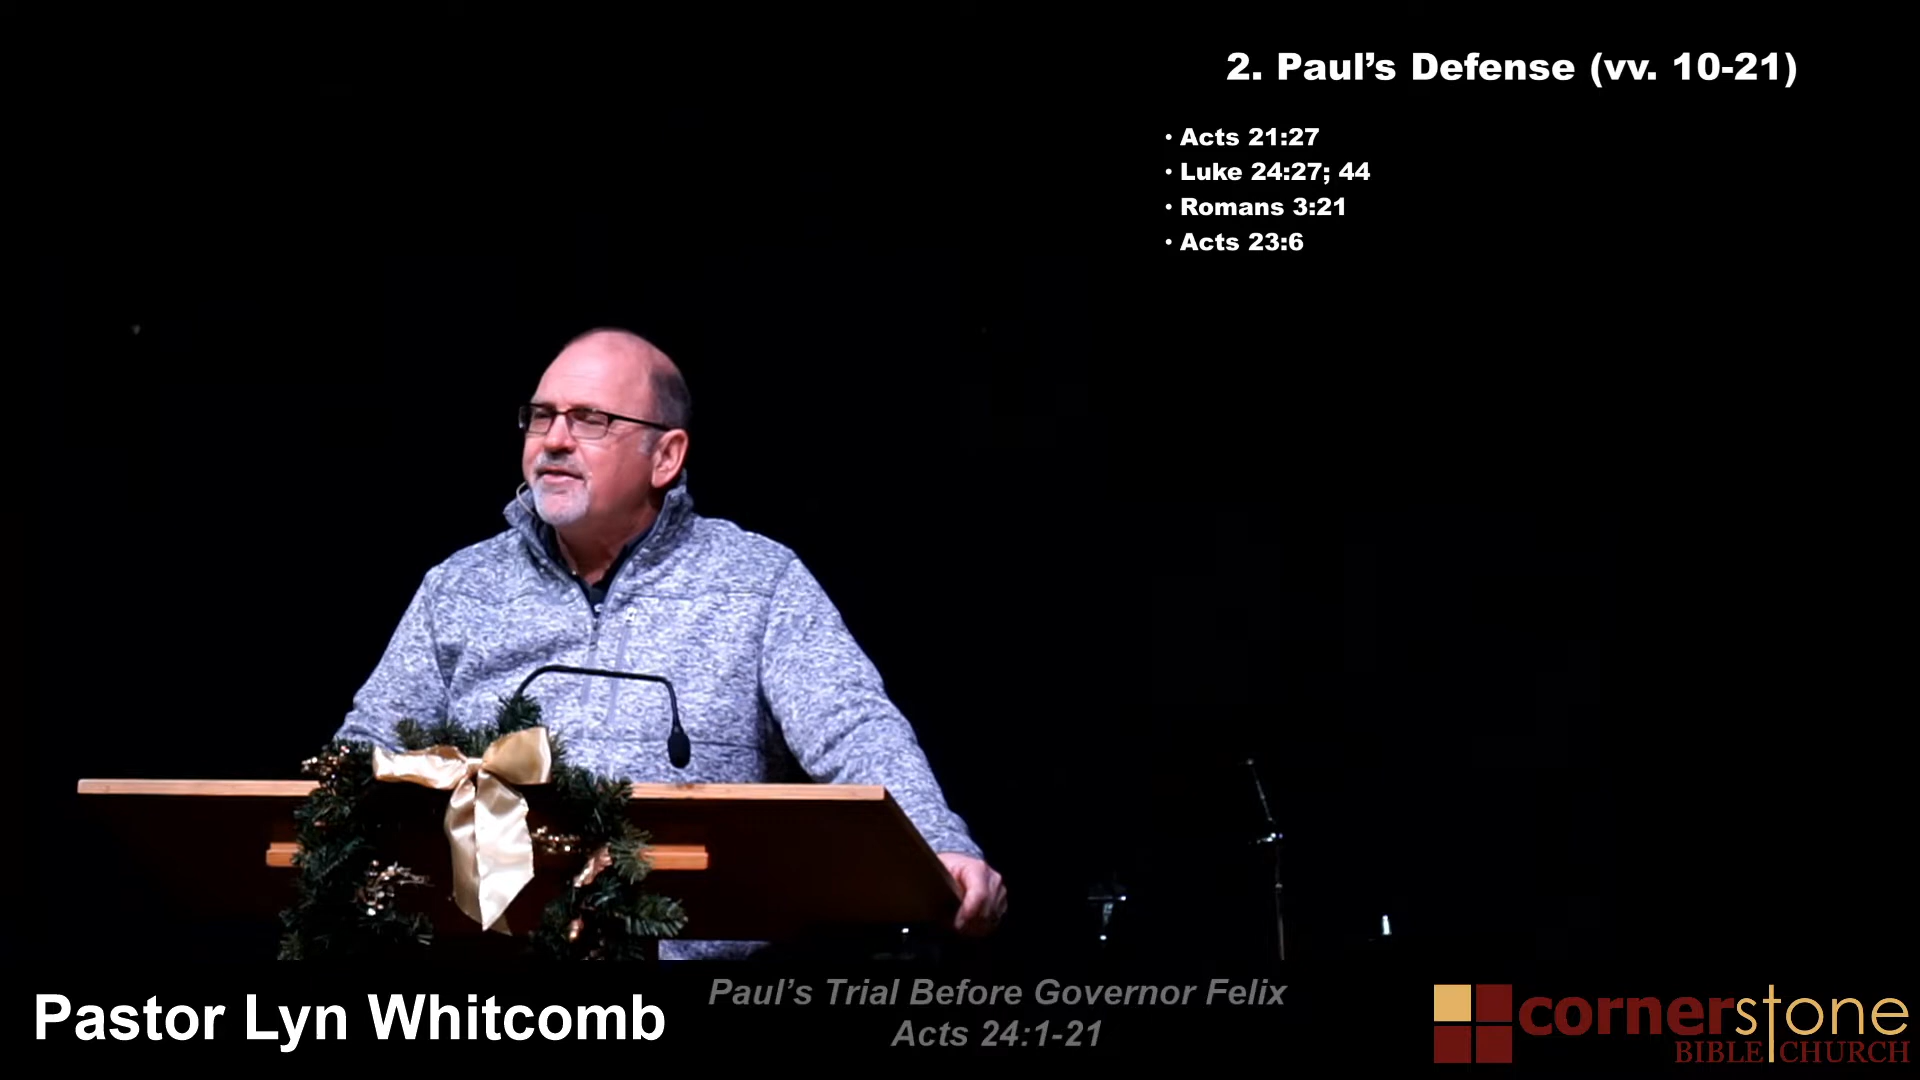 2. Paul’s Defense (vv. 10-21)
• Acts 21:27
• Luke 24:27; 44
• Romans 3:21
• Acts 23:6
Pastor Lyn Whitcomb
Paul’s Trial Before Governor Felix
Acts 24:1-21
cornerstone
BIBLE CHURCH